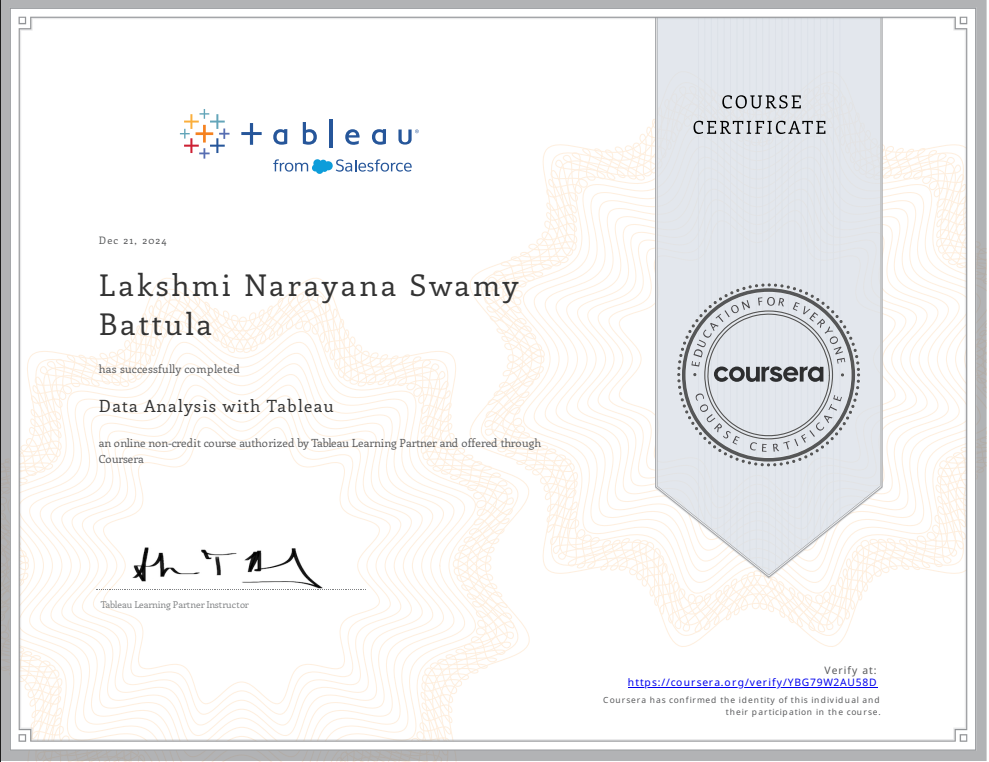 COURSE
CERTIFICATE
tableau
from Salesforce
Dec 21, 2024
Lakshmi Narayana Swamy
Battula
has successfully completed
Data Analysis with Tableau
an online non-credit course authorized by Tableau Learning Partner and offered through
Coursera
EDUCATION FOR EVERYONE
coursera
COURSE CERTIFICATE
Tableau Learning Partner Instructor
Verify at:
https://coursera.org/verify/YBG79W2AU58D
Coursera has confirmed the identity of this individual and
their participation in the course.